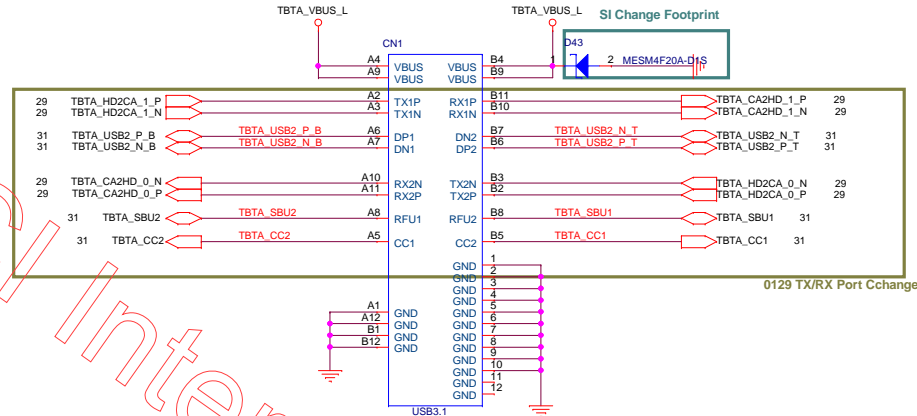 TBTA_VBUS_L
TBTA_VBUS_L
SI Change Footprint
CN1
D43
A4 VBUS VBUS B4
1 2 MESM4F20A-D1S
A9 VBUS VBUS B9
29 TBTA_HD2CA_1_P A2 TX1P RX1P B11 TBTA_CA2HD_1_P 29
29 TBTA_HD2CA_1_N A3 TX1N RX1N B10 TBTA_CA2HD_1_N 29
31 TBTA_USB2_P_B TBTA_USB2_P_B A6 DP1 DN2 B7 TBTA_USB2_N_T TBTA_USB2_N_T 31
31 TBTA_USB2_N_B TBTA_USB2_N_B A7 DN1 DP2 B6 TBTA_USB2_P_T TBTA_USB2_P_T 31
29 TBTA_CA2HD_0_N A10 RX2N TX2N B3 TBTA_HD2CA_0_N 29
29 TBTA_CA2HD_0_P A11 RX2P TX2P B2 TBTA_HD2CA_0_P 29
31 TBTA_SBU2 TBTA_SBU2 A8 RFU1 RFU2 B8 TBTA_SBU1 TBTA_SBU1 31
31 TBTA_CC2 TBTA_CC2 A5 CC1 CC2 B5 TBTA_CC1 TBTA_CC1 31
GND 1
GND 2
GND 3
GND 4
A1 GND GND 5
A12 GND GND 6
B1 GND GND 7
B12 GND GND 8
GND 9
GND 10
GND 11
GND 12
0129 TX/RX Port Cchange
USB3.1